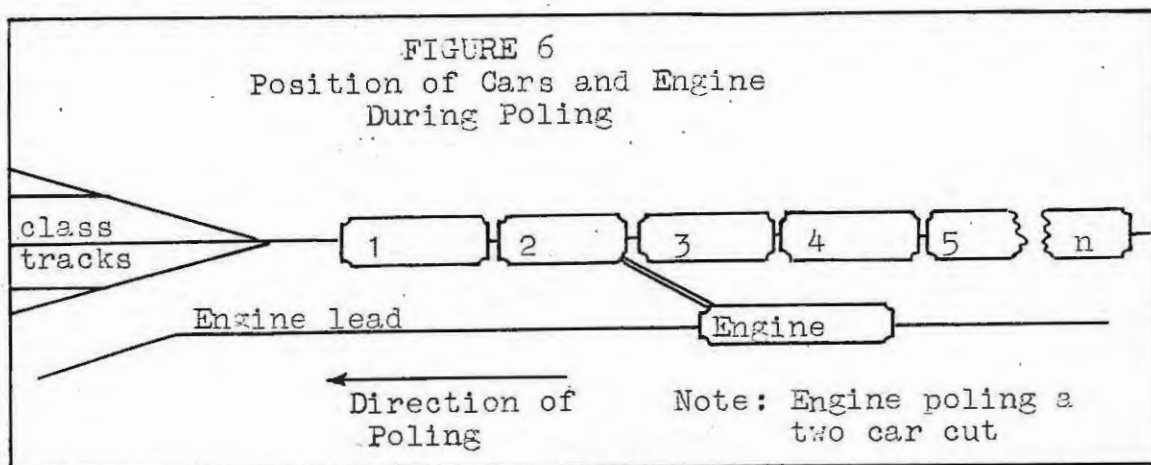 FIGURE 6
Position of Cars and Engine
During Poling
class
tracks
1 2 3 4 5 n
Engine lead
Engine
Direction of
Poling
Note: Engine poling a
two car cut